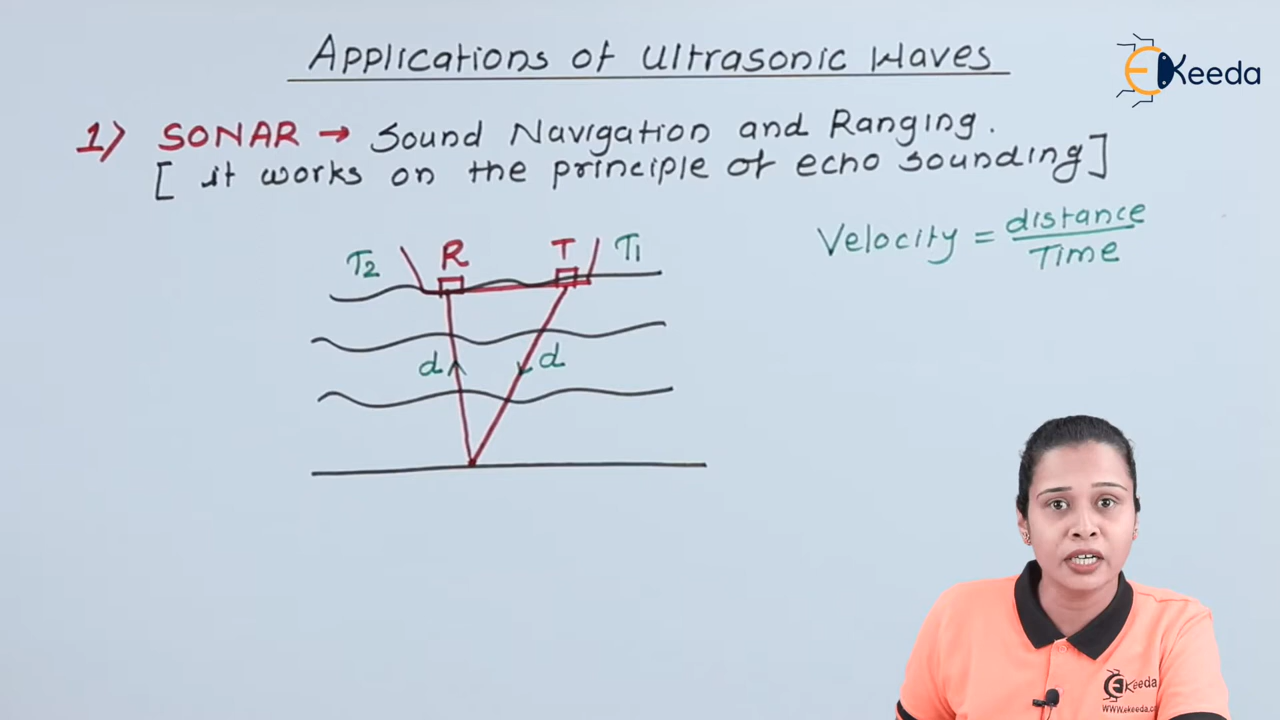 Applications of Ultrasonic Waves
EKeeda
1) SONAR → Sound Navigation and Ranging.
[ it works on the principle of echo sounding ]
Velocity = distance / Time
T2 R T T1
d d
EKeeda